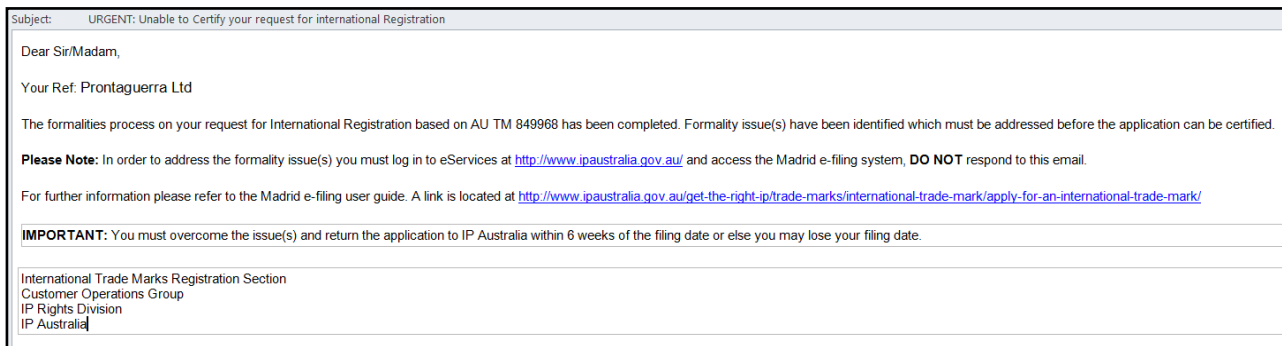 Subject: URGENT: Unable to Certify your request for international Registration
Dear Sir/Madam,
Your Ref: Prontaguerra Ltd
The formalities process on your request for International Registration based on AU TM 849968 has been completed. Formality issue(s) have been identified which must be addressed before the application can be certified.
Please Note: In order to address the formality issue(s) you must log in to eServices at http://www.ipaustralia.gov.au/ and access the Madrid e-filing system, DO NOT respond to this email.
For further information please refer to the Madrid e-filing user guide. A link is located at http://www.ipaustralia.gov.au/get-the-right-ip/trade-marks/international-trade-mark/apply-for-an-international-trade-mark/
IMPORTANT: You must overcome the issue(s) and return the application to IP Australia within 6 weeks of the filing date or else you may lose your filing date.
International Trade Marks Registration Section
Customer Operations Group
IP Rights Division
IP Australia